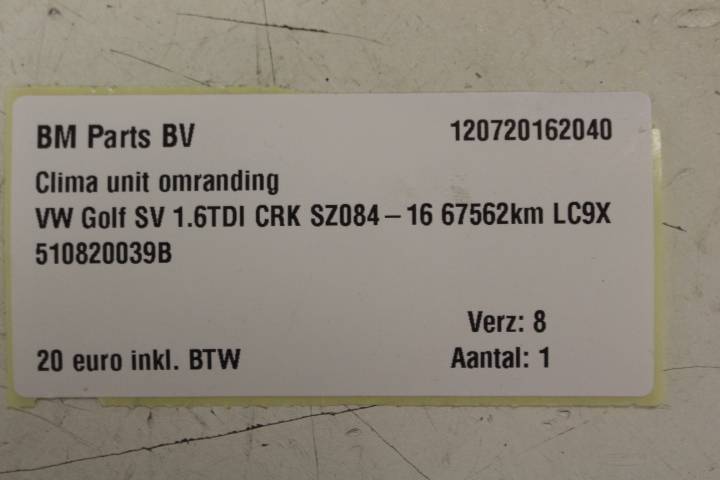 BM Parts BV 120720162040
Clima unit omranding
VW Golf SV 1.6TDI CRK SZ084-16 67562km LC9X
510820039B
Verz: 8
20 euro inkl. BTW Aantal: 1